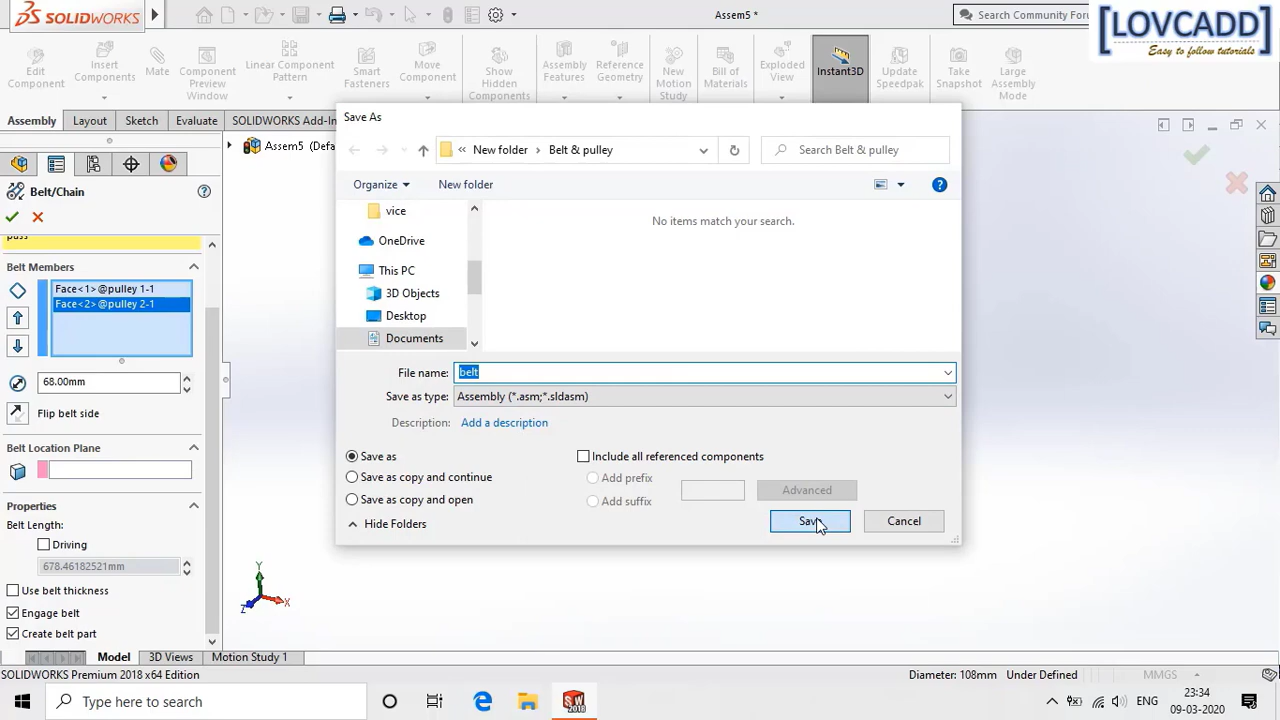 SOLIDWORKS
Assem5 *
Search Community Foru
[LOVCADD]
Easy to follow tutorials
Edit Component
Insert Components
Mate
Component Preview Window
Linear Component Pattern
Smart Fasteners
Move Component
Show Hidden Components
Assembly Features
Reference Geometry
New Motion Study
Bill of Materials
Exploded View
Instant3D
Update Speedpak
Take Snapshot
Large Assembly Mode
Assembly
Layout
Sketch
Evaluate
SOLIDWORKS Add-In
Assem5 (Defa
Belt/Chain
pass
Belt Members
Face<1>@pulley 1-1
Face<2>@pulley 2-1
68.00mm
Flip belt side
Belt Location Plane
Properties
Belt Length:
Driving
678.46182521mm
Use belt thickness
Engage belt
Create belt part
Save As
« New folder › Belt & pulley
Search Belt & pulley
Organize
New folder
vice
OneDrive
This PC
3D Objects
Desktop
Documents
No items match your search.
File name: belt
Save as type: Assembly (*.asm;*.sldasm)
Description: Add a description
Save as
Save as copy and continue
Save as copy and open
Include all referenced components
Add prefix
Add suffix
Advanced
Hide Folders
Save
Cancel
Y
X
Z
Model
3D Views
Motion Study 1
SOLIDWORKS Premium 2018 x64 Edition
Diameter: 108mm
Under Defined
MMGS
Type here to search
SW
2018
ENG
23:34
09-03-2020